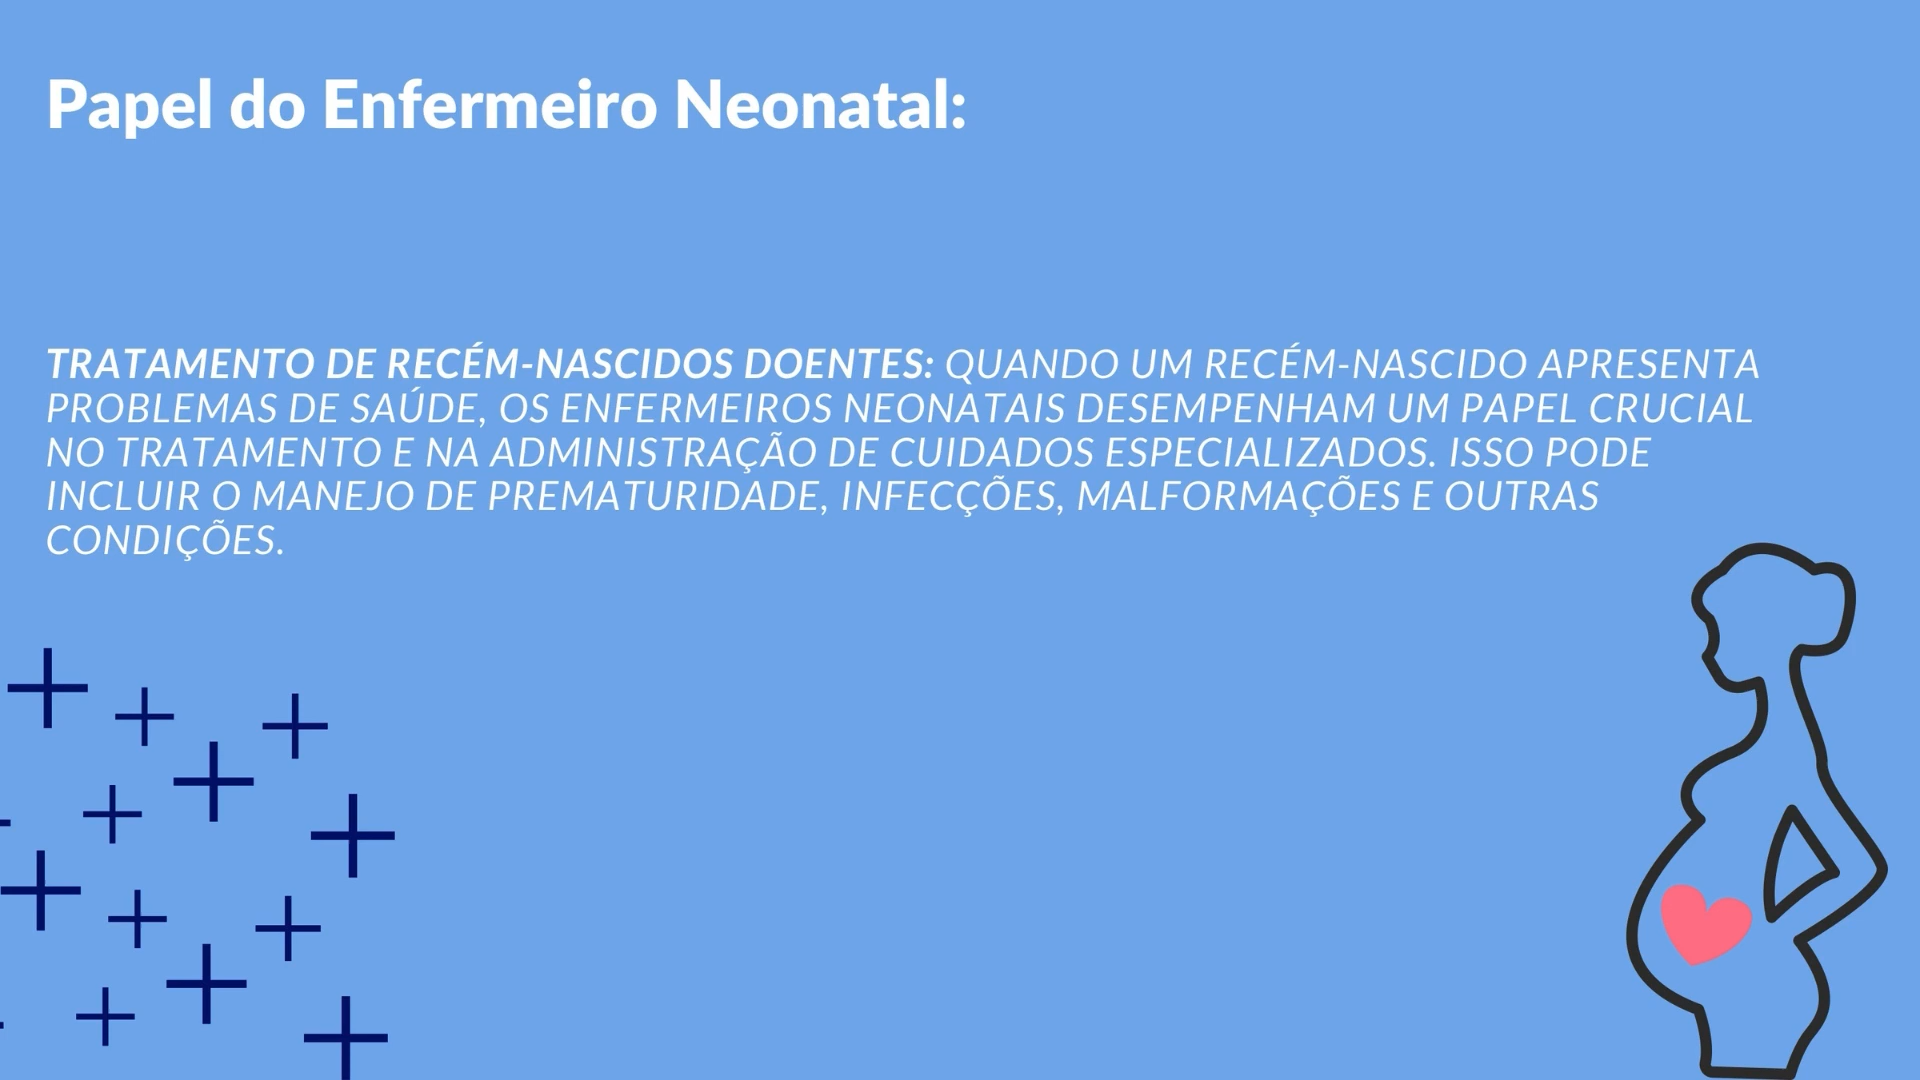 Papel do Enfermeiro Neonatal:
TRATAMENTO DE RECÉM-NASCIDOS DOENTES: QUANDO UM RECÉM-NASCIDO APRESENTA
PROBLEMAS DE SAÚDE, OS ENFERMEIROS NEONATAIS DESEMPENHAM UM PAPEL CRUCIAL
NO TRATAMENTO E NA ADMINISTRAÇÃO DE CUIDADOS ESPECIALIZADOS. ISSO PODE
INCLUIR O MANEJO DE PREMATURIDADE, INFECÇÕES, MALFORMAÇÕES E OUTRAS
CONDIÇÕES.